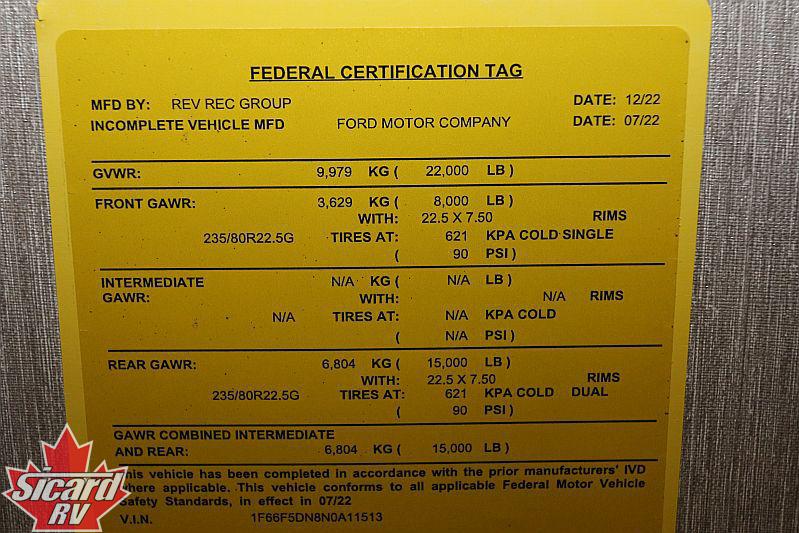 FEDERAL CERTIFICATION TAG
MFD BY: REV REC GROUP DATE: 12/22
INCOMPLETE VEHICLE MFD FORD MOTOR COMPANY DATE: 07/22
GVWR: 9,979 KG ( 22,000 LB )
FRONT GAWR: 3,629 KG ( 8,000 LB )
WITH: 22.5 X 7.50 RIMS
235/80R22.5G TIRES AT: 621 KPA COLD SINGLE
( 90 PSI )
INTERMEDIATE N/A KG ( N/A LB )
GAWR: WITH: N/A RIMS
N/A TIRES AT: N/A KPA COLD
( N/A PSI )
REAR GAWR: 6,804 KG ( 15,000 LB )
WITH: 22.5 X 7.50 RIMS
235/80R22.5G TIRES AT: 621 KPA COLD DUAL
( 90 PSI )
GAWR COMBINED INTERMEDIATE
AND REAR: 6,804 KG ( 15,000 LB )
his vehicle has been completed in accordance with the prior manufacturers' IVD
where applicable. This vehicle conforms to all applicable Federal Motor Vehicle
Safety Standards, in effect in 07/22
V.I.N. 1F66F5DN8N0A11513
Sicard
RV